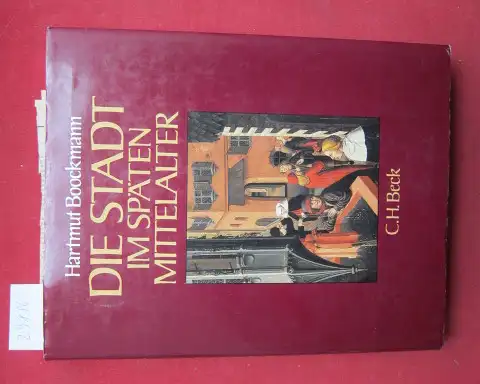 Hartmut Boockmann
DIE STADT
IM SPÄTEN
MITTELALTER
C.H.Beck